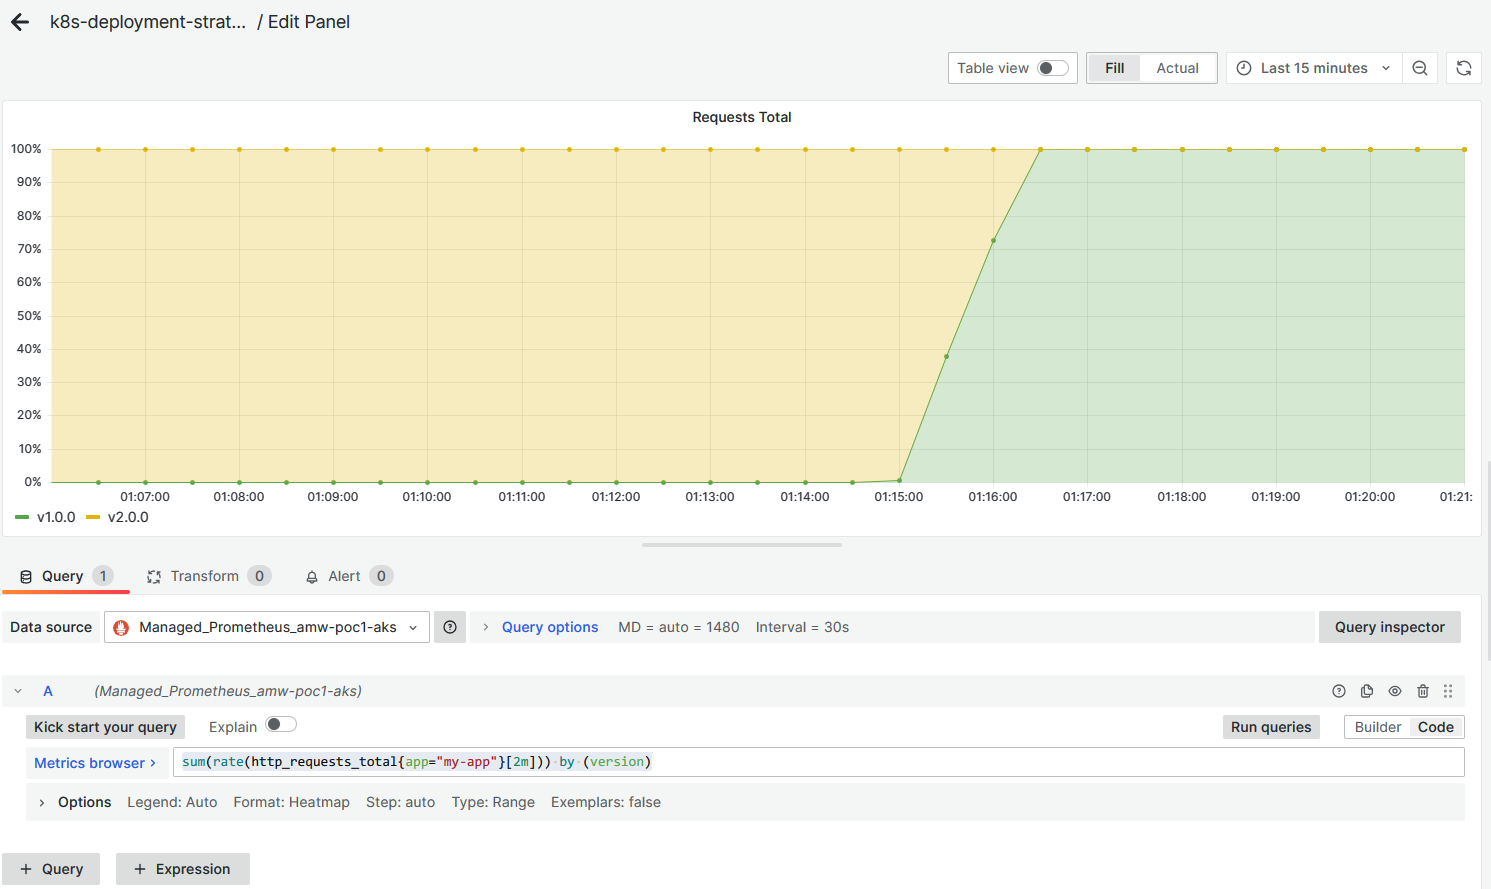 k8s-deployment-strat... / Edit Panel
Table view Fill Actual Last 15 minutes
Requests Total
100%
90%
80%
70%
60%
50%
40%
30%
20%
10%
0%
01:07:00 01:08:00 01:09:00 01:10:00 01:11:00 01:12:00 01:13:00 01:14:00 01:15:00 01:16:00 01:17:00 01:18:00 01:19:00 01:20:00 01:21:
v1.0.0 v2.0.0
Query 1 Transform 0 Alert 0
Data source Managed_Prometheus_amw-poc1-aks Query options MD = auto = 1480 Interval = 30s Query inspector
A (Managed_Prometheus_amw-poc1-aks)
Kick start your query Explain Run queries Builder Code
Metrics browser > sum(rate(http_requests_total{app="my-app"}[2m])) by (version)
Options Legend: Auto Format: Heatmap Step: auto Type: Range Exemplars: false
+ Query + Expression